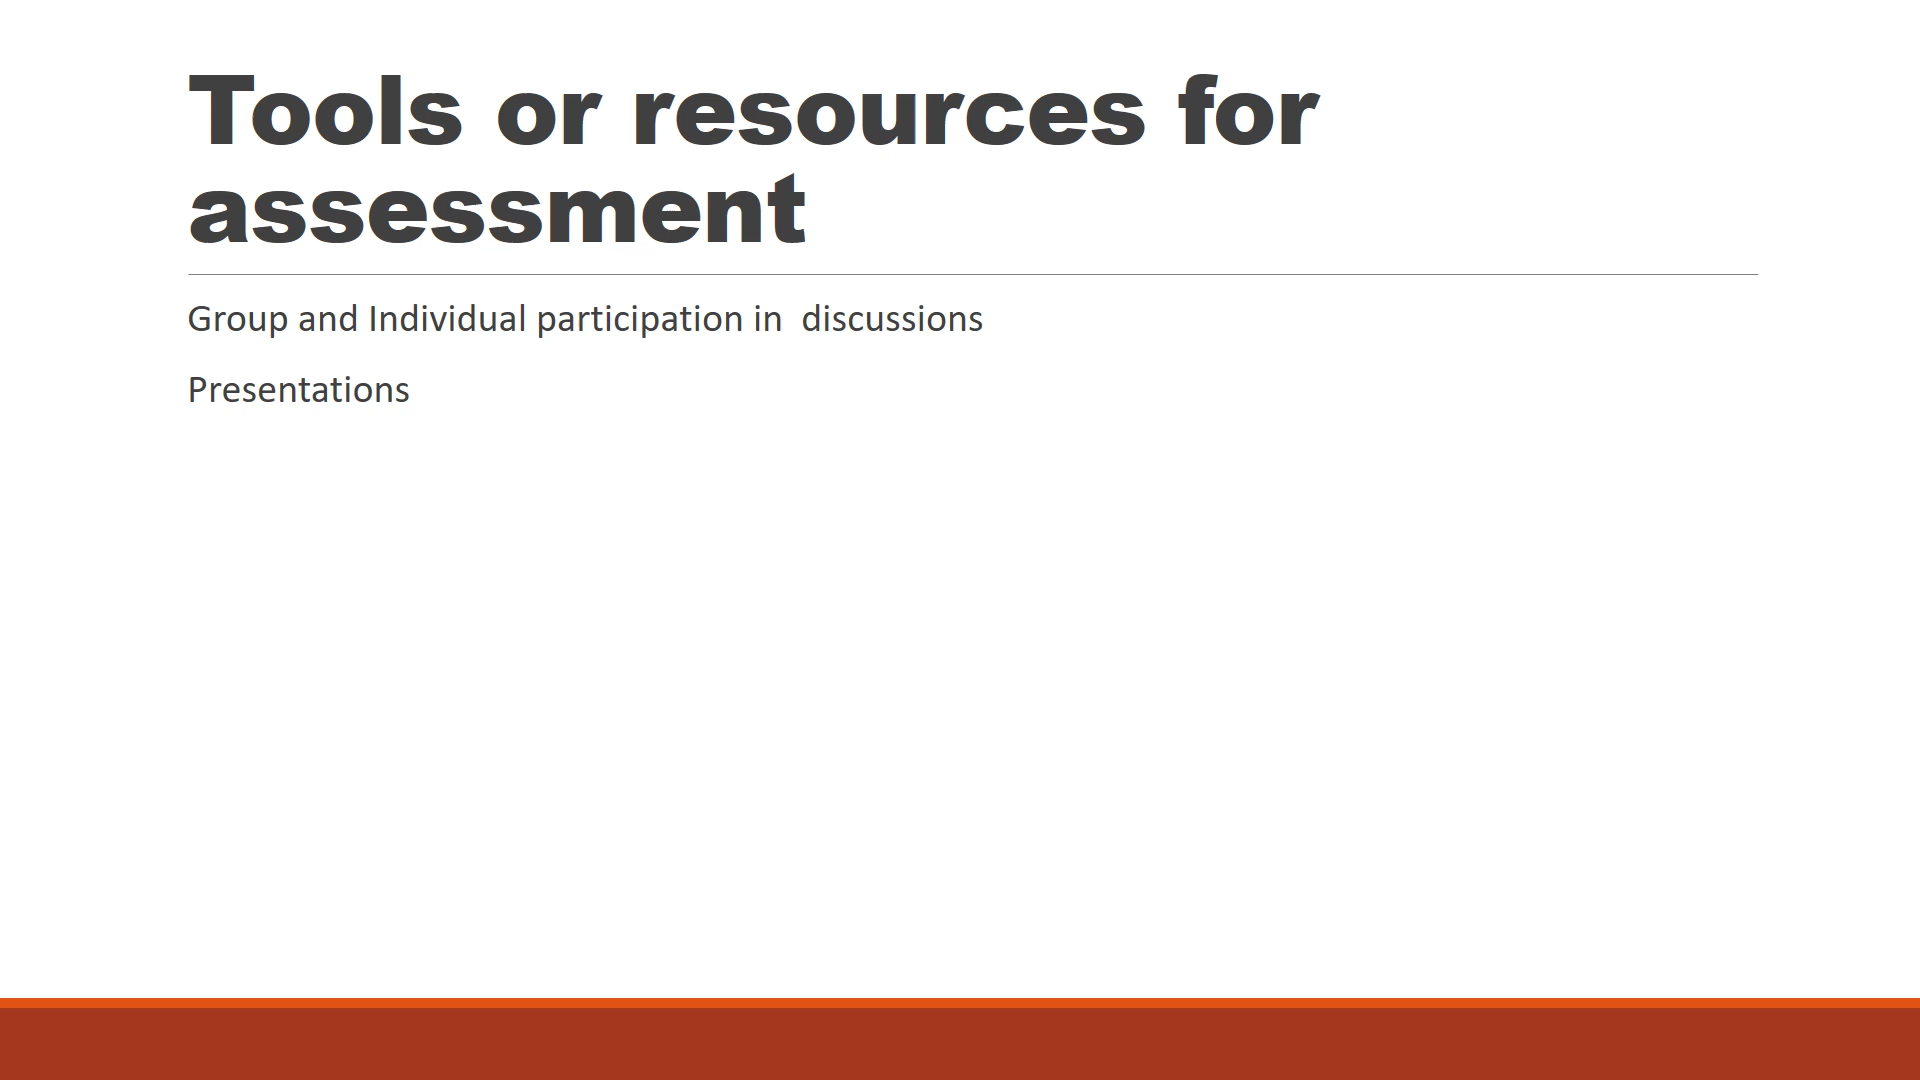 Tools or resources for
assessment
Group and Individual participation in  discussions
Presentations